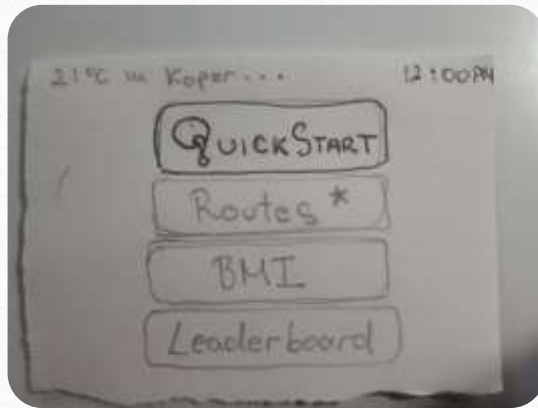 21°C in Koper... 12:00PM
QuickStart
Routes *
BMI
Leaderboard